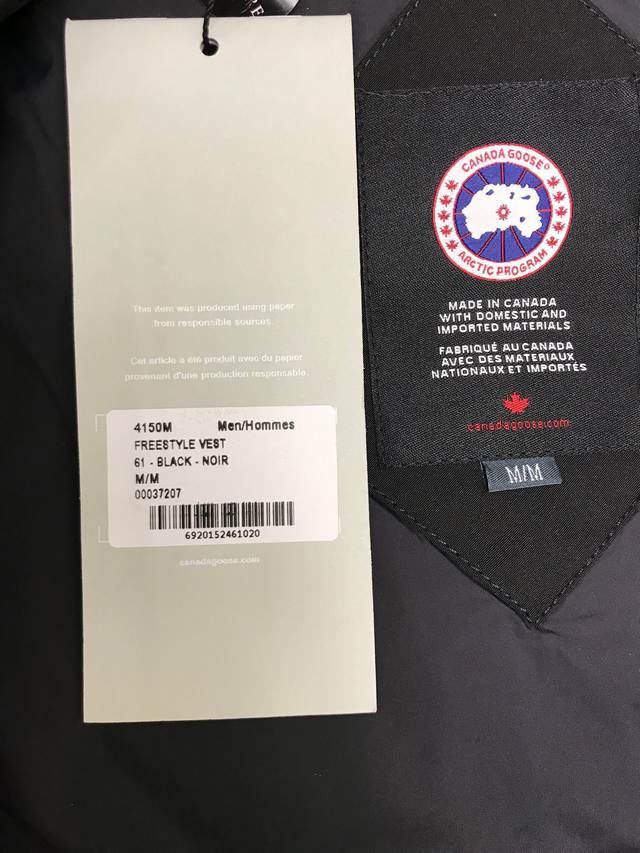 This item was produced using paper
from responsible sources.
Cet article a été produit avec du papier
provenant d'une production responsable.
4150M Men/Hommes
FREESTYLE VEST
61 - BLACK - NOIR
M/M
00037207
6920152461020
canadagoose.com
CANADA GOOSE®
ARCTIC PROGRAM
MADE IN CANADA
WITH DOMESTIC AND
IMPORTED MATERIALS
FABRIQUÉ AU CANADA
AVEC DES MATERIAUX
NATIONAUX ET IMPORTÉS
canadagoose.com
M/M